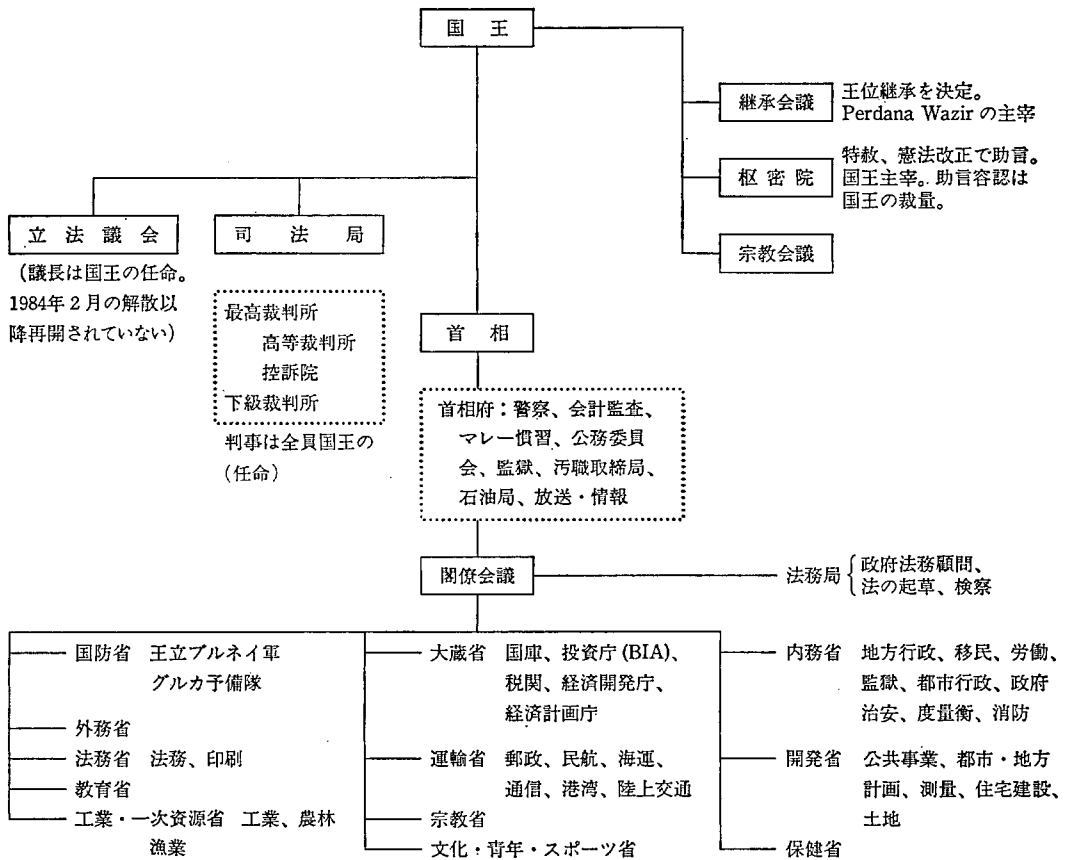 国王
継承会議
王位継承を決定。
Perdana Wazir の主宰
枢密院
特赦、憲法改正で助言。
国王主宰。助言容認は
国王の裁量。
宗教会議
立法議会
(議長は国王の任命。
1984年2月の解散以
降再開されていない)
司法局
最高裁判所
高等裁判所
控訴院
下級裁判所
判事は全員国王の
(任命)
首相
首相府:警察、会計監査、
マレー慣習、公務委員
会、監獄、汚職取締局、
石油局、放送・情報
閣僚会議
法務局
政府法務顧問、
法の起草、検察
国防省 王立ブルネイ軍
グルカ予備隊
外務省
法務省 法務、印刷
教育省
工業・一次資源省 工業、農林
漁業
大蔵省 国庫、投資庁(BIA)、
税関、経済開発庁、
経済計画庁
運輸省 郵政、民航、海運、
通信、港湾、陸上交通
宗教省
文化・青年・スポーツ省
内務省 地方行政、移民、労働、
監獄、都市行政、政府
治安、度量衡、消防
開発省 公共事業、都市・地方
計画、測量、住宅建設、
土地
保健省